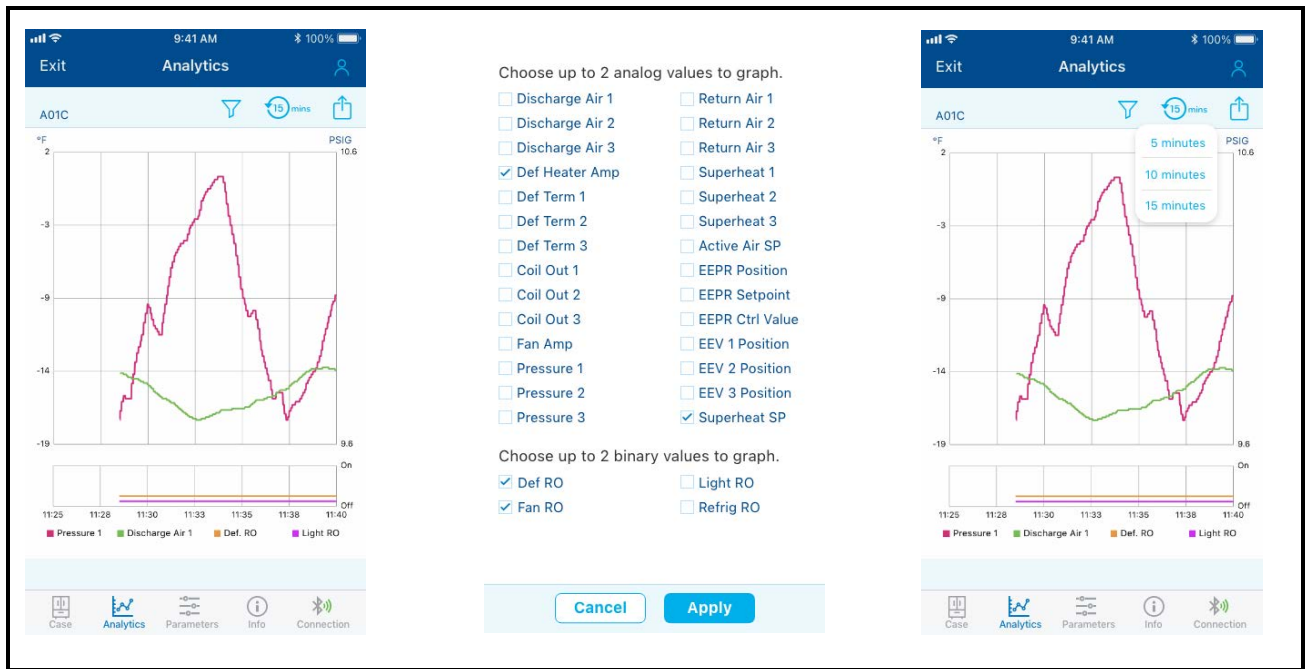 9:41 AM
100%
Exit
Analytics
A01C
15 mins
°F
PSIG
2
10.6
-3
-9
-14
-19
9.6
On
Off
11:25 11:28 11:30 11:33 11:35 11:38 11:40
Pressure 1 Discharge Air 1 Def. RO Light RO
Case Analytics Parameters Info Connection
Choose up to 2 analog values to graph.
Discharge Air 1 Return Air 1
Discharge Air 2 Return Air 2
Discharge Air 3 Return Air 3
Def Heater Amp Superheat 1
Def Term 1 Superheat 2
Def Term 2 Superheat 3
Def Term 3 Active Air SP
Coil Out 1 EEPR Position
Coil Out 2 EEPR Setpoint
Coil Out 3 EEPR Ctrl Value
Fan Amp EEV 1 Position
Pressure 1 EEV 2 Position
Pressure 2 EEV 3 Position
Pressure 3 Superheat SP
Choose up to 2 binary values to graph.
Def RO Light RO
Fan RO Refrig RO
Cancel Apply
9:41 AM
100%
Exit
Analytics
A01C
15 mins
5 minutes
10 minutes
15 minutes
°F
PSIG
2
10.6
-3
-9
-14
-19
9.6
On
Off
11:25 11:28 11:30 11:33 11:35 11:38 11:40
Pressure 1 Discharge Air 1 Def. RO Light RO
Case Analytics Parameters Info Connection